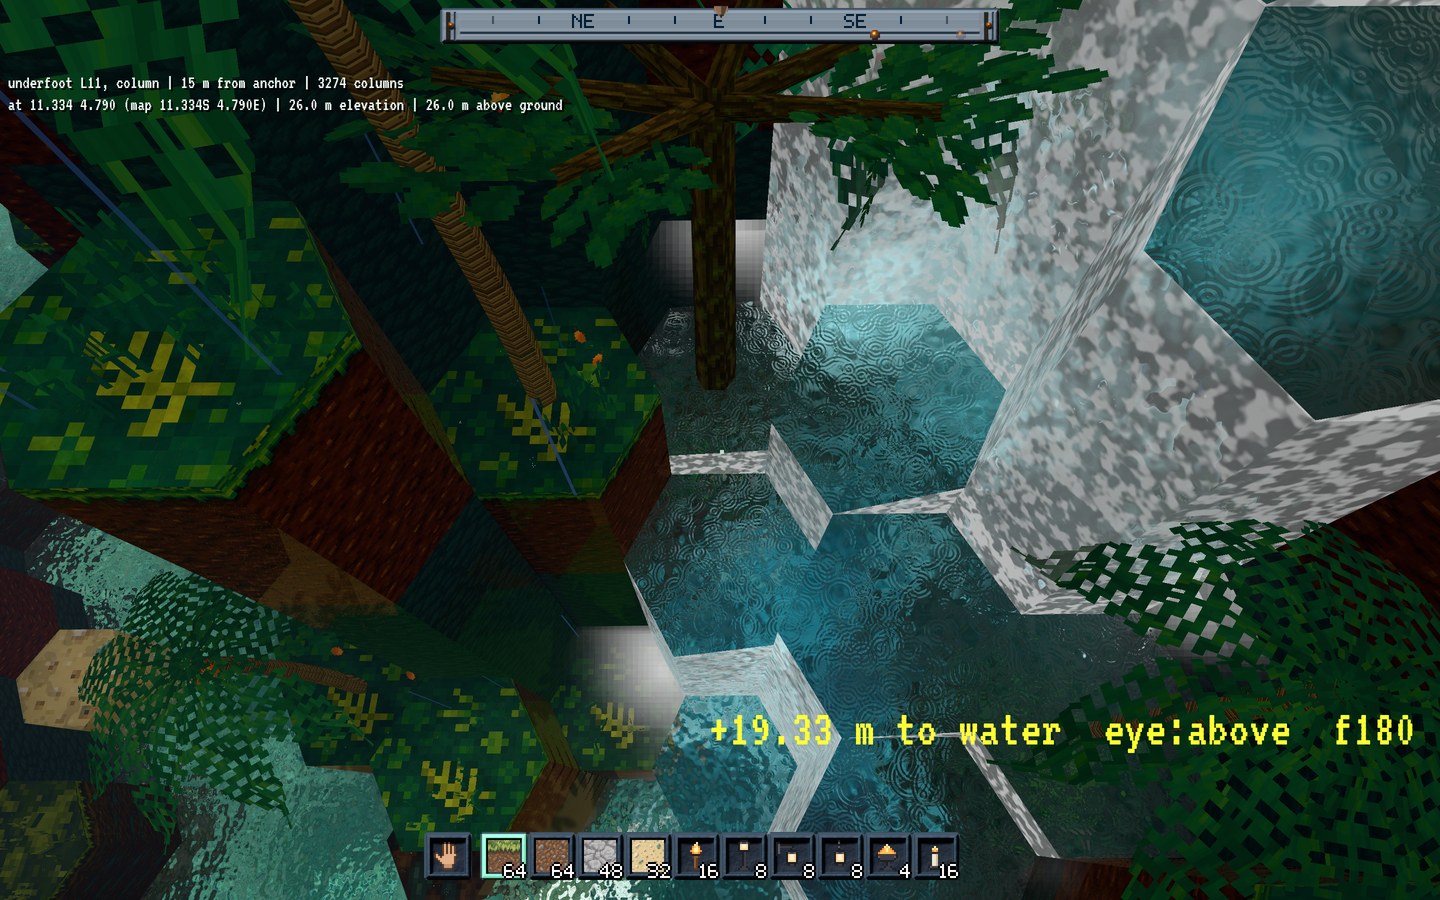 NE E SE
underfoot L11, column | 15 m from anchor | 3274 columns
at 11.334 4.790 (map 11.334S 4.790E) | 26.0 m elevation | 26.0 m above ground
+19.33 m to water eye:above f180
64 64 48 32 16 8 8 8 4 16